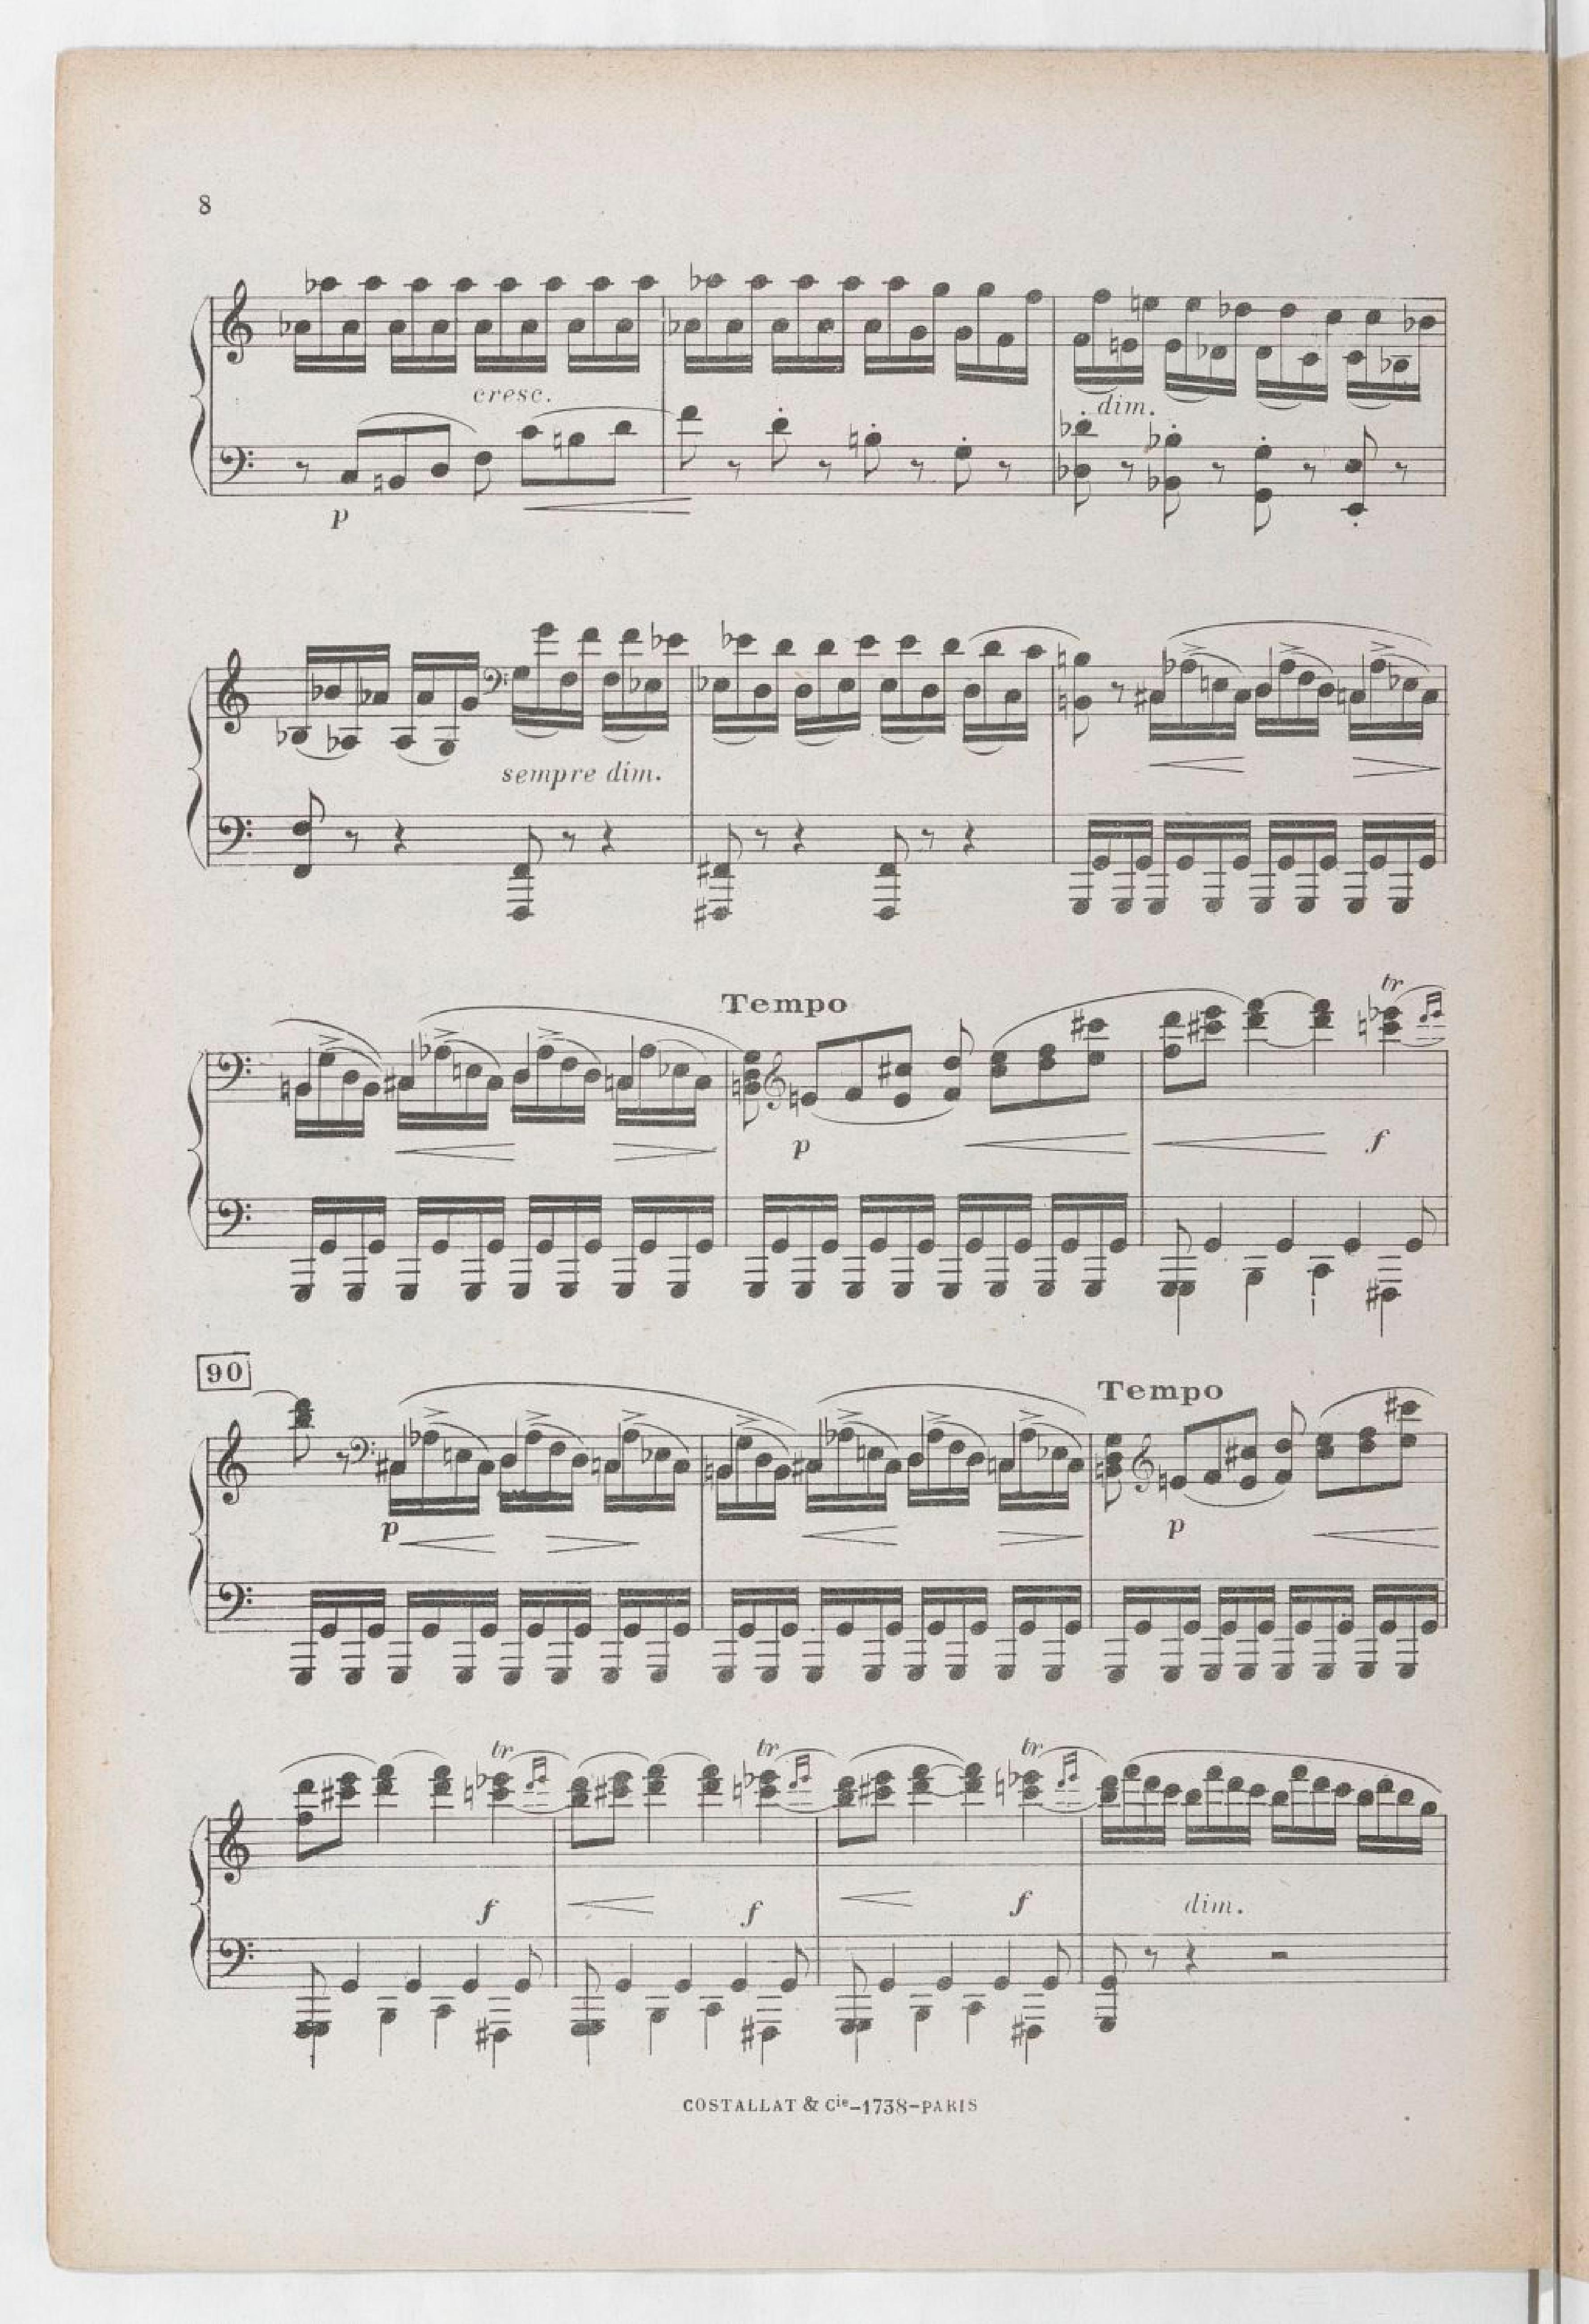 8
cresc.
p
dim.
sempre dim.
Tempo
tr
p
f
90
Tempo
p
p
tr
tr
tr
f
f
f
dim.
COSTALLAT & Cie-1738-PARIS